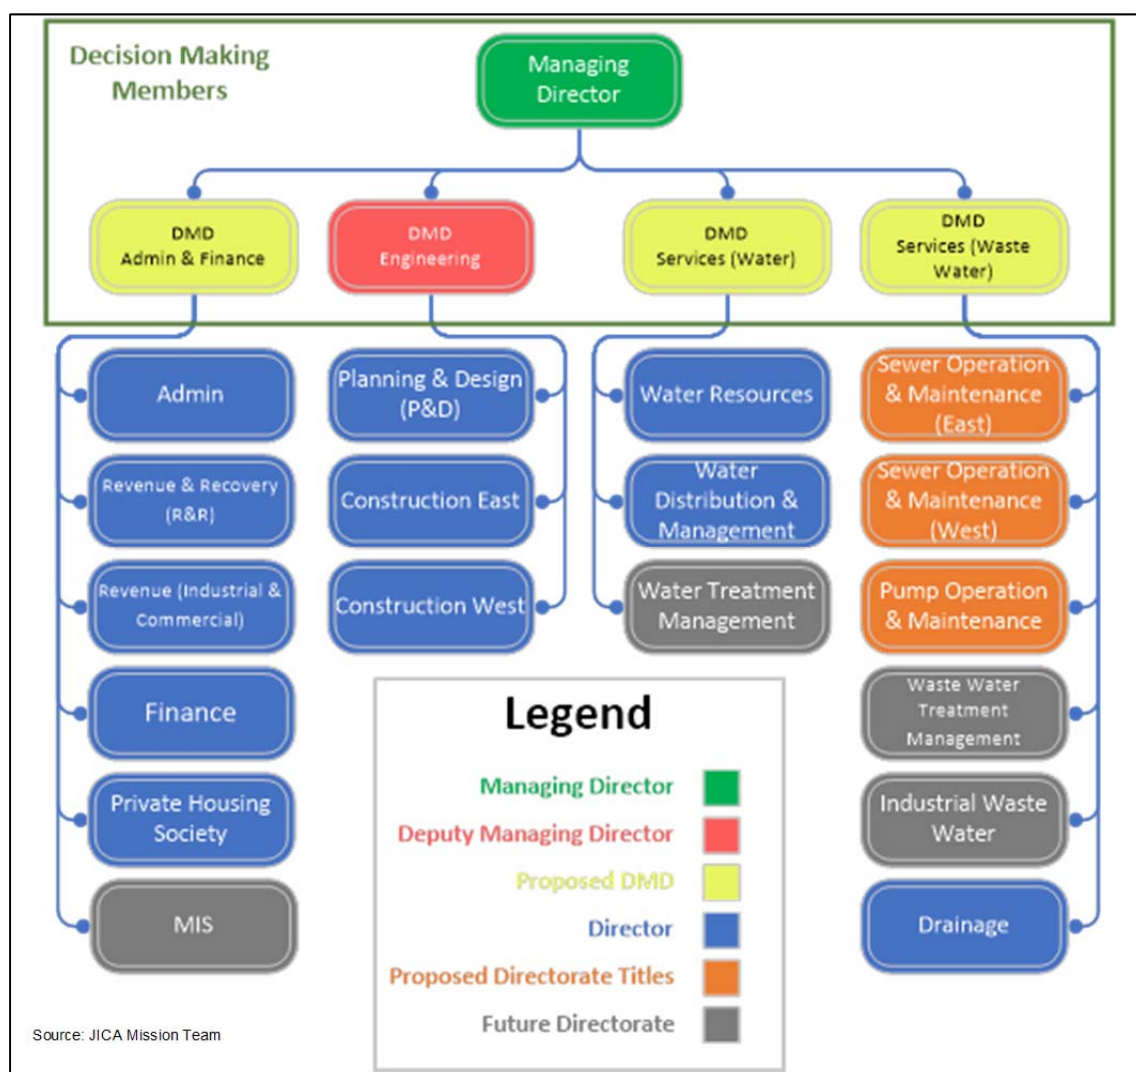 Decision Making
Members
Managing
Director
DMD
Admin & Finance
DMD
Engineering
DMD
Services (Water)
DMD
Services (Waste
Water)
Admin
Revenue & Recovery
(R&R)
Revenue (Industrial &
Commercial)
Finance
Private Housing
Society
MIS
Planning & Design
(P&D)
Construction East
Construction West
Water Resources
Water
Distribution &
Management
Water Treatment
Management
Sewer Operation
& Maintenance
(East)
Sewer Operation
& Maintenance
(West)
Pump Operation
& Maintenance
Waste Water
Treatment
Management
Industrial Waste
Water
Drainage
Legend
Managing Director
Deputy Managing Director
Proposed DMD
Director
Proposed Directorate Titles
Future Directorate
Source: JICA Mission Team